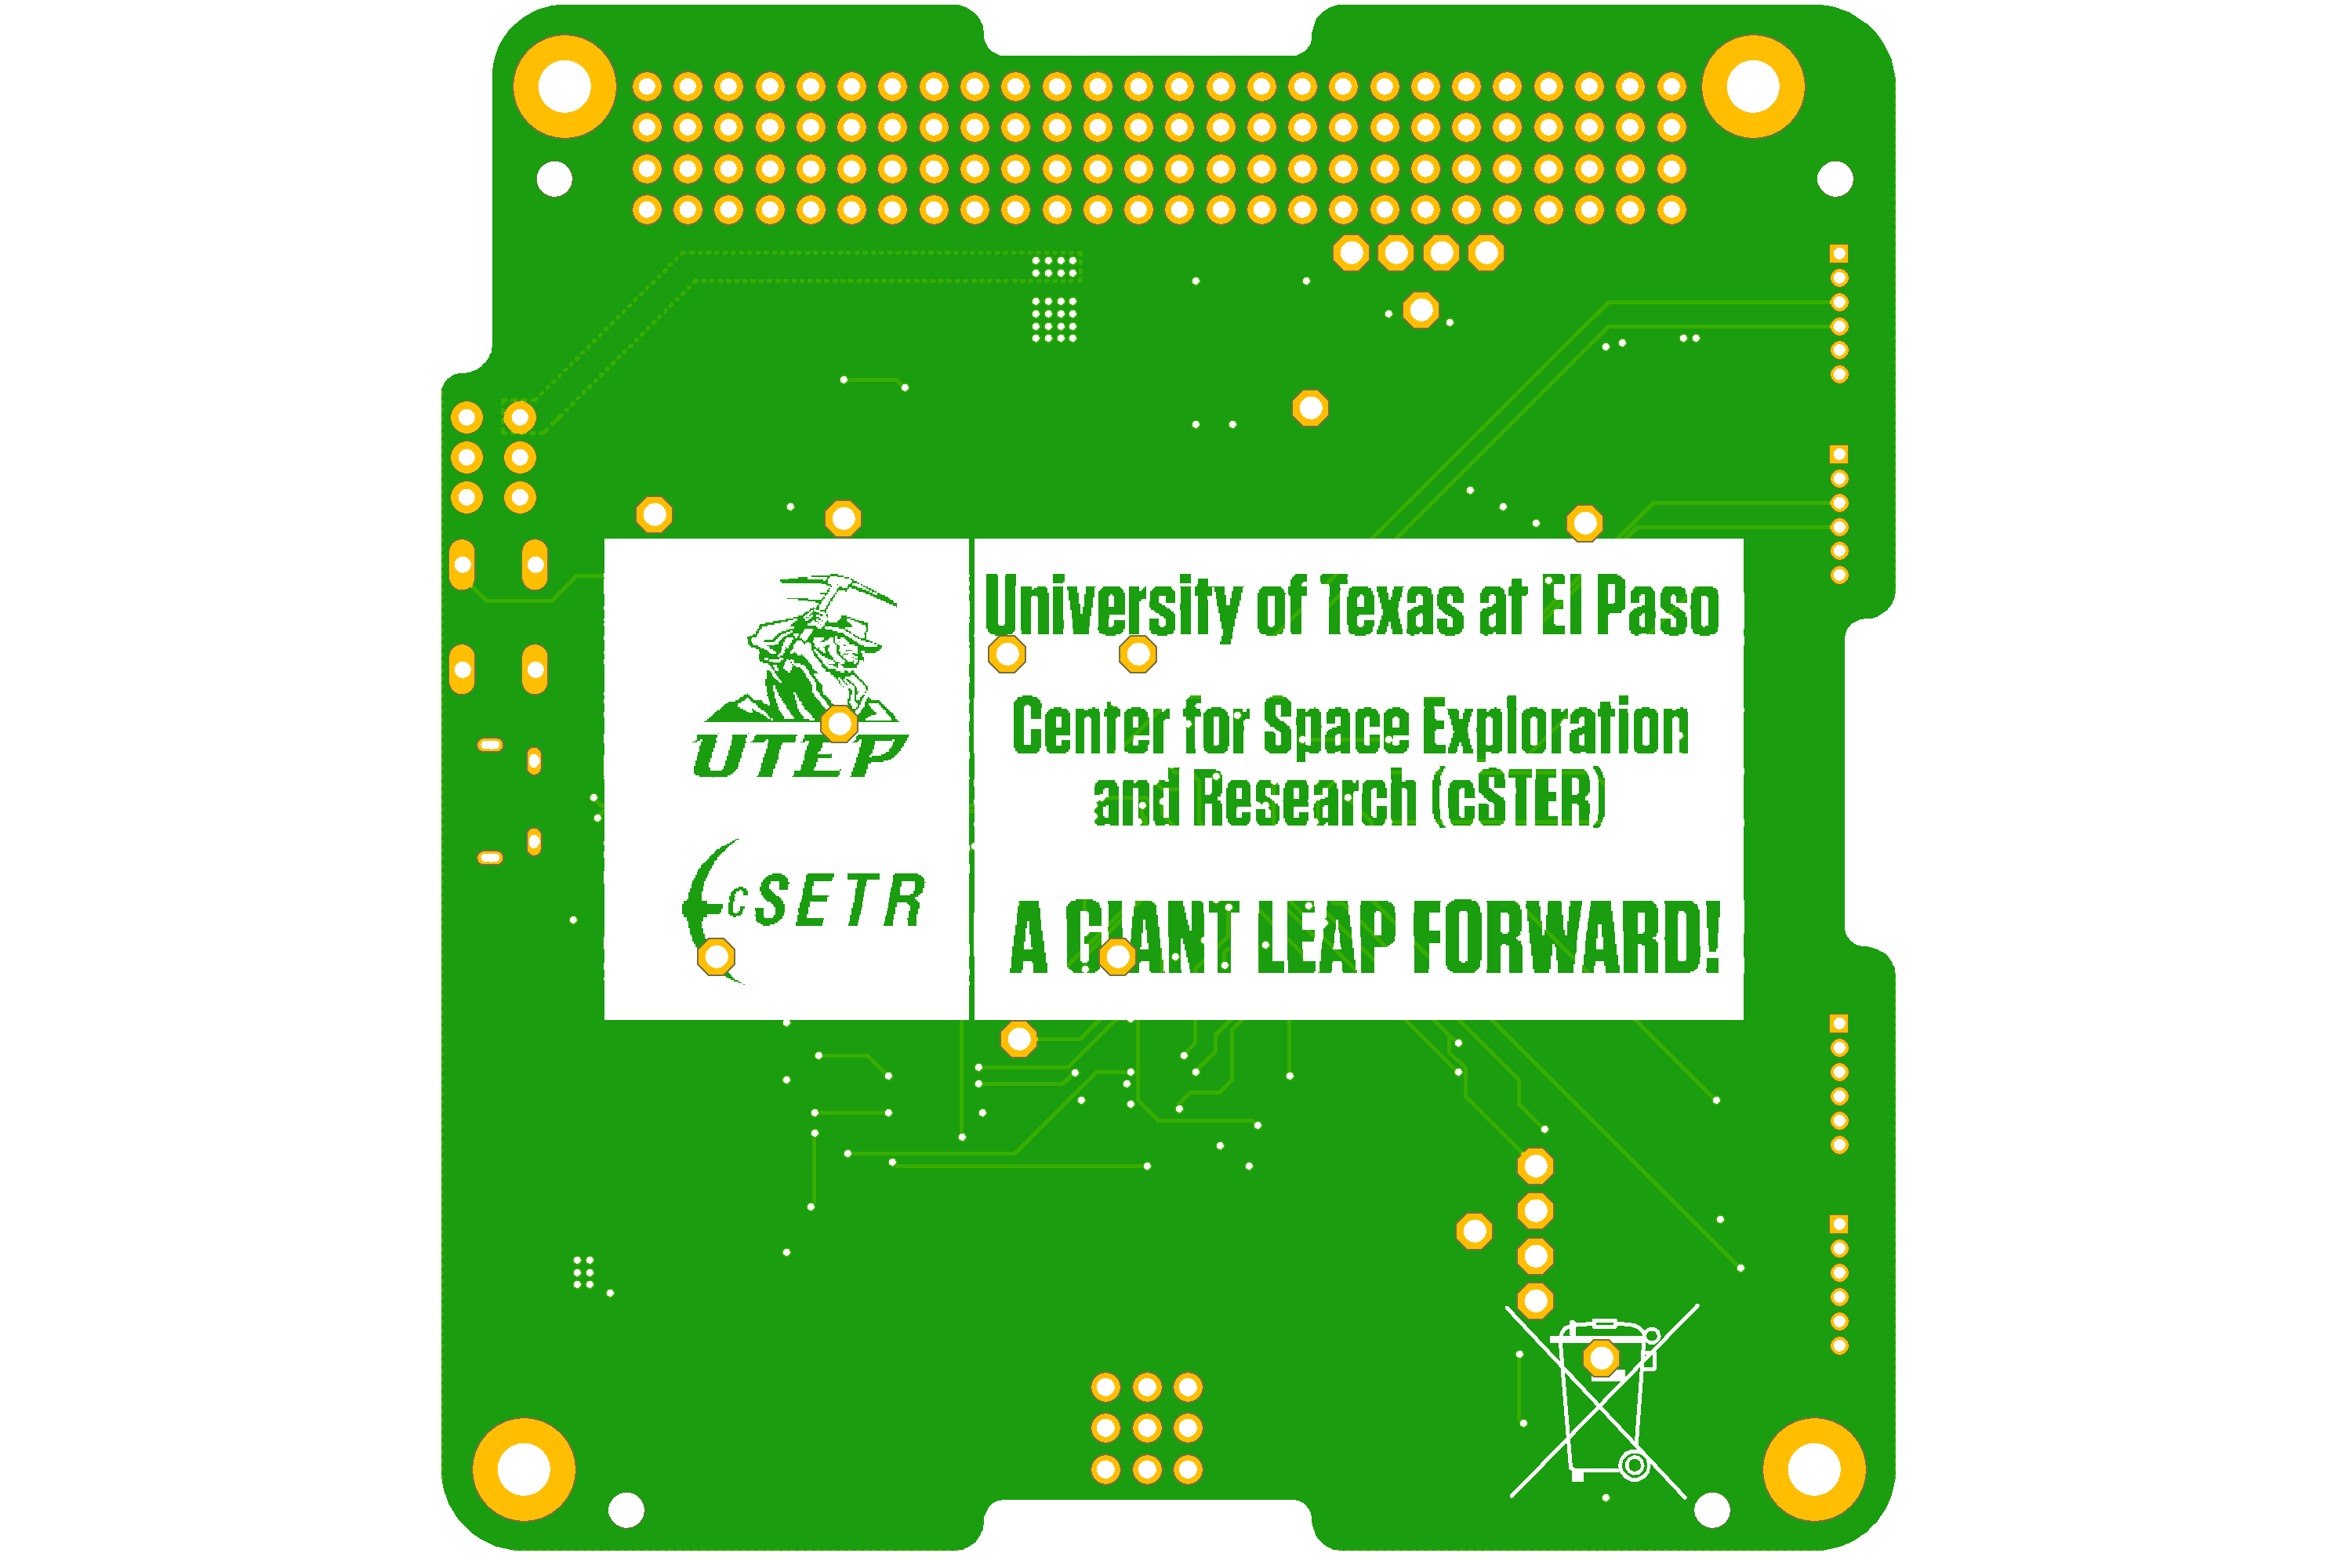 UTEP
cSETR
University of Texas at El Paso
Center for Space Exploration
and Research (cSTER)
A GIANT LEAP FORWARD!